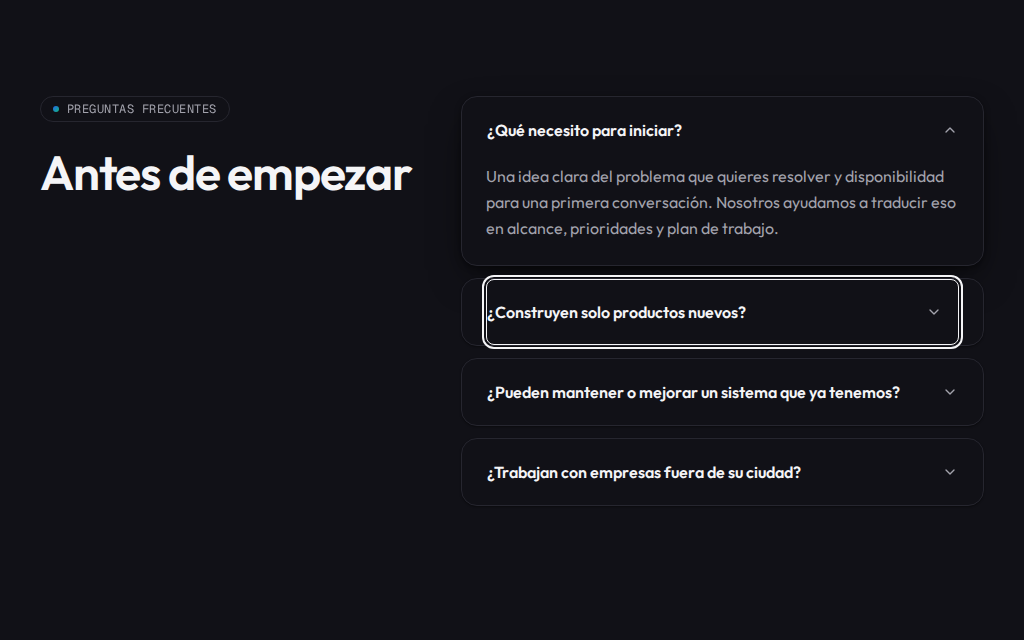 PREGUNTAS FRECUENTES
Antes de empezar
¿Qué necesito para iniciar?
Una idea clara del problema que quieres resolver y disponibilidad
para una primera conversación. Nosotros ayudamos a traducir eso
en alcance, prioridades y plan de trabajo.
¿Construyen solo productos nuevos?
¿Pueden mantener o mejorar un sistema que ya tenemos?
¿Trabajan con empresas fuera de su ciudad?